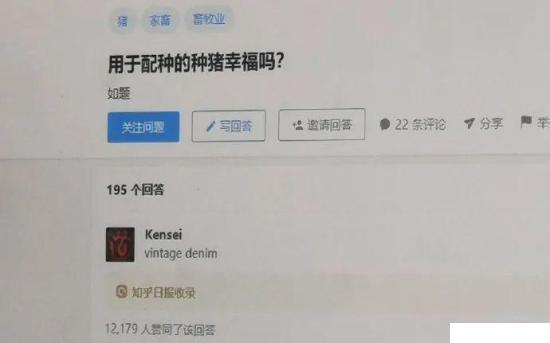 猪 家畜 畜牧业
用于配种的种猪幸福吗?
如题
关注问题 写回答 邀请回答 22 条评论 分享 举
195 个回答
Kensei
vintage denim
知乎日报收录
12,179 人赞同了该回答